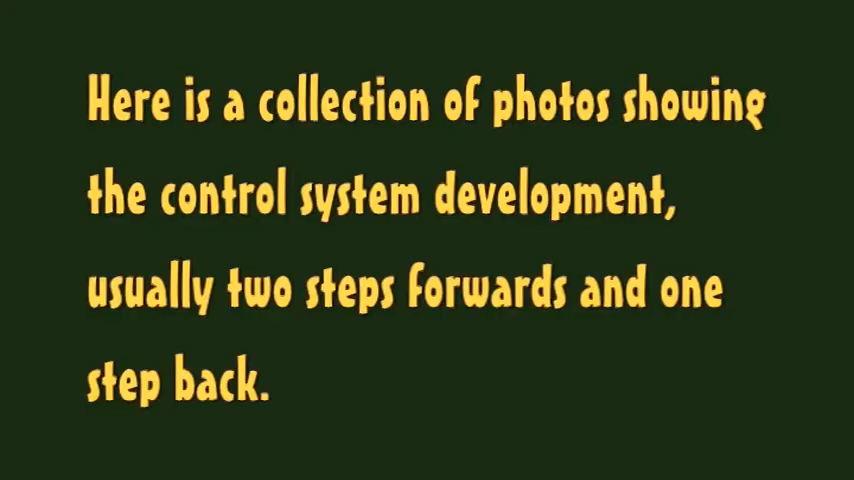 Here is a collection of photos showing
the control system development,
usually two steps forwards and one
step back.